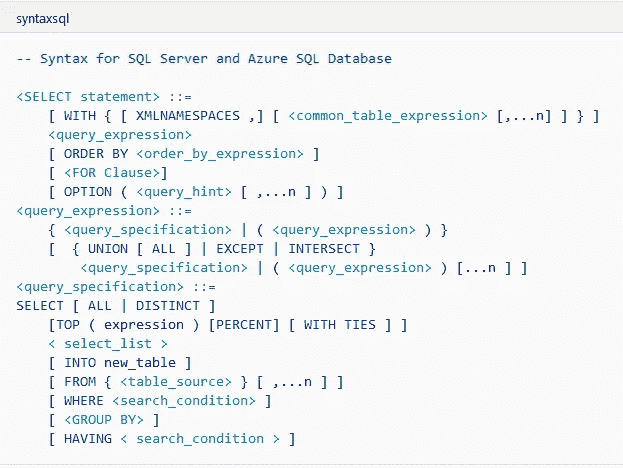 syntaxsql
-- Syntax for SQL Server and Azure SQL Database
<SELECT statement> ::=
[ WITH { [ XMLNAMESPACES ,] [ <common_table_expression> [,...n] ] } ]
<query_expression>
[ ORDER BY <order_by_expression> ]
[ <FOR Clause>]
[ OPTION ( <query_hint> [ ,...n ] ) ]
<query_expression> ::=
{ <query_specification> | ( <query_expression> ) }
[ { UNION [ ALL ] | EXCEPT | INTERSECT }
<query_specification> | ( <query_expression> ) [...n ] ]
<query_specification> ::=
SELECT [ ALL | DISTINCT ]
[TOP ( expression ) [PERCENT] [ WITH TIES ] ]
< select_list >
[ INTO new_table ]
[ FROM { <table_source> } [ ,...n ] ]
[ WHERE <search_condition> ]
[ <GROUP BY> ]
[ HAVING < search_condition > ]